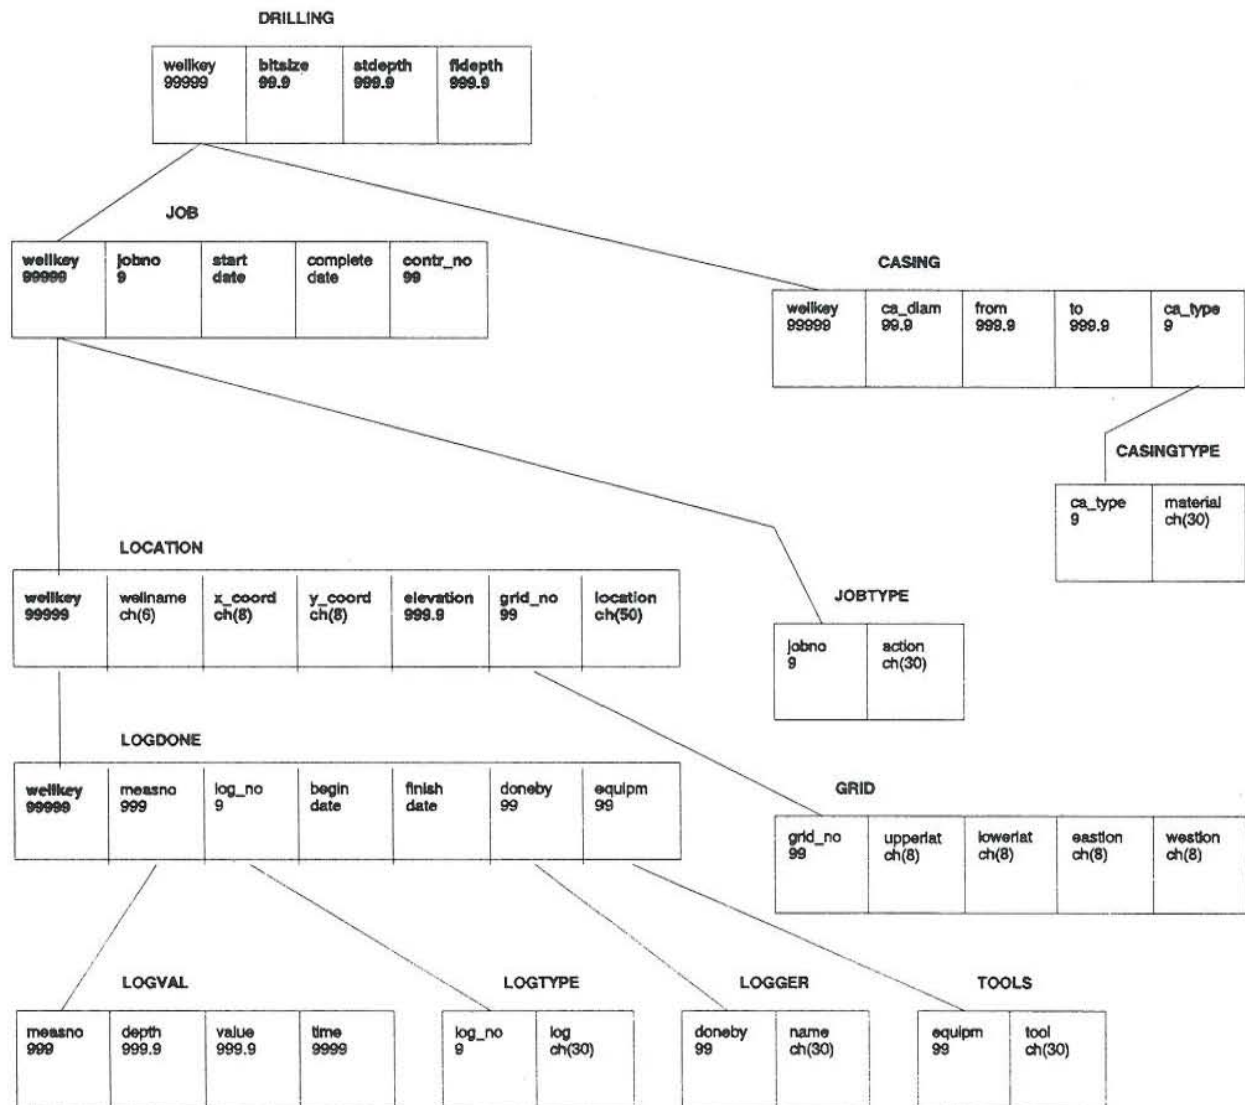 DRILLING
wellkey bitsize stdepth fidepth
99999 99.9 999.9 999.9
JOB
wellkey jobno start complete contr_no
99999 9 date date 99
CASING
wellkey ca_diam from to ca_type
99999 99.9 999.9 999.9 9
CASINGTYPE
ca_type material
9 ch(30)
LOCATION
wellkey wellname x_coord y_coord elevation grid_no location
99999 ch(6) ch(8) ch(8) 999.9 99 ch(50)
JOBTYPE
jobno action
9 ch(30)
LOGDONE
wellkey measno log_no begin finish doneby equipm
99999 999 9 date date 99 99
GRID
grid_no upperlat lowerlat eastlon westlon
99 ch(8) ch(8) ch(8) ch(8)
LOGVAL LOGTYPE LOGGER TOOLS
measno depth value time log_no log doneby name equipm tool
999 999.9 999.9 9999 9 ch(30) 99 ch(30) 99 ch(30)